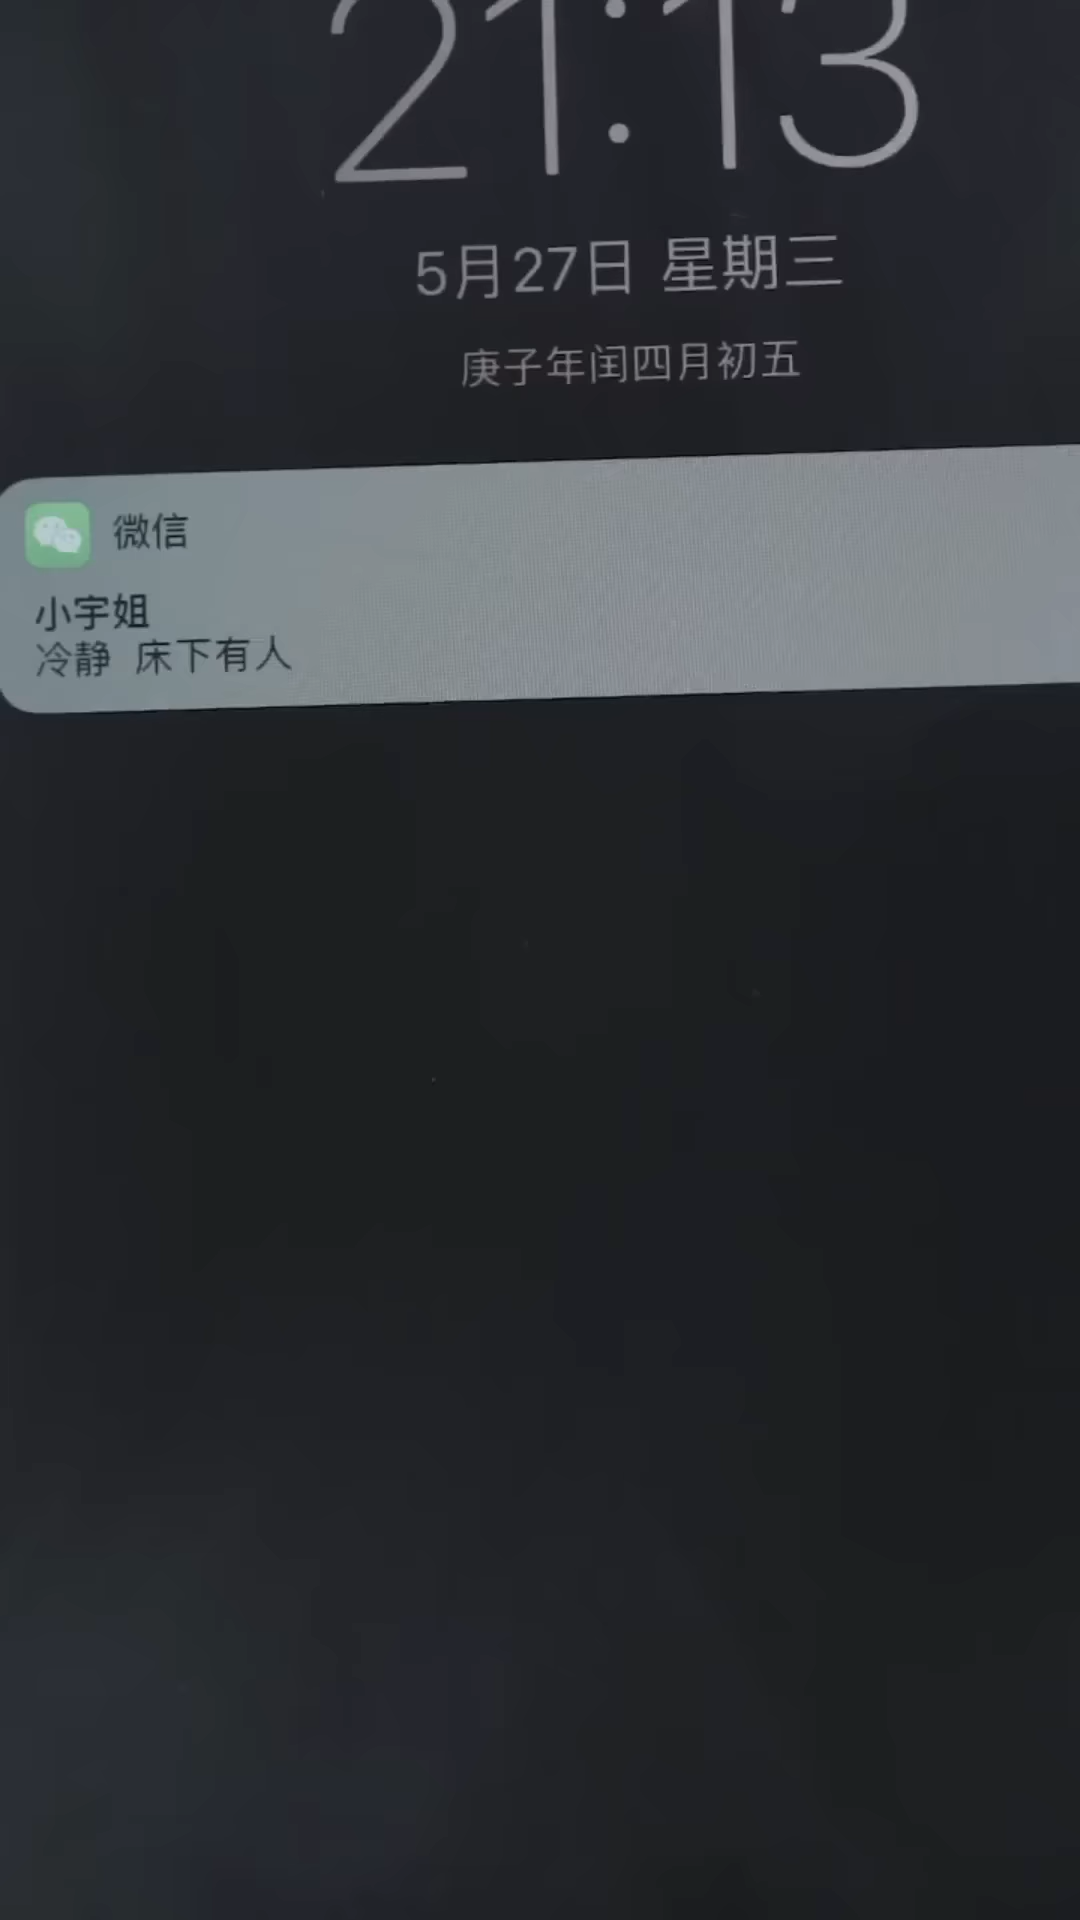 21:13
5月27日 星期三
庚子年闰四月初五
微信
小宇姐
冷静 床下有人